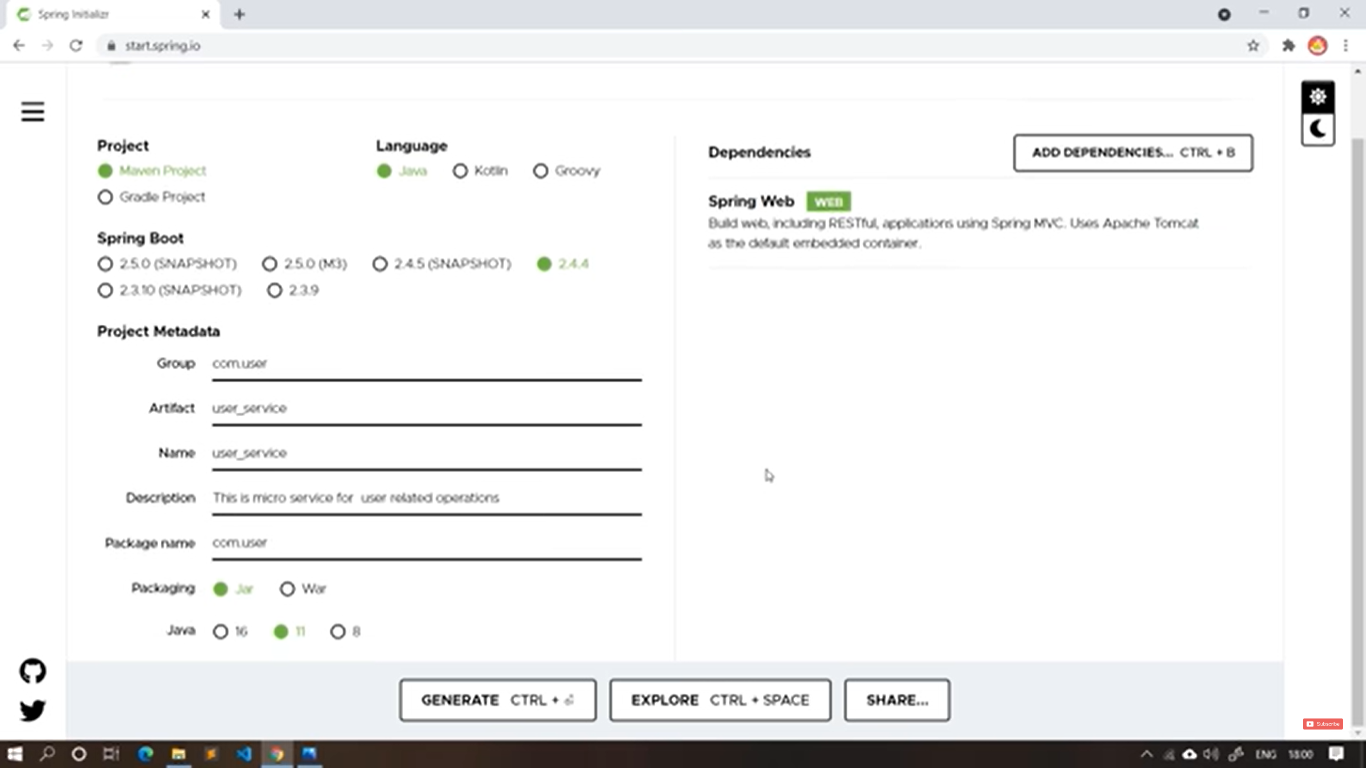 Spring Initializr
start.spring.io
Project
Maven Project
Gradle Project
Language
Java Kotlin Groovy
Spring Boot
2.5.0 (SNAPSHOT) 2.5.0 (M3) 2.4.5 (SNAPSHOT) 2.4.4
2.3.10 (SNAPSHOT) 2.3.9
Project Metadata
Group com.user
Artifact user_service
Name user_service
Description This is micro service for user related operations
Package name com.user
Packaging Jar War
Java 16 11 8
Dependencies
ADD DEPENDENCIES... CTRL + B
Spring Web WEB
Build web, including RESTful, applications using Spring MVC. Uses Apache Tomcat
as the default embedded container.
GENERATE CTRL + ⏎
EXPLORE CTRL + SPACE
SHARE...
Subscribe
ENG 18:00